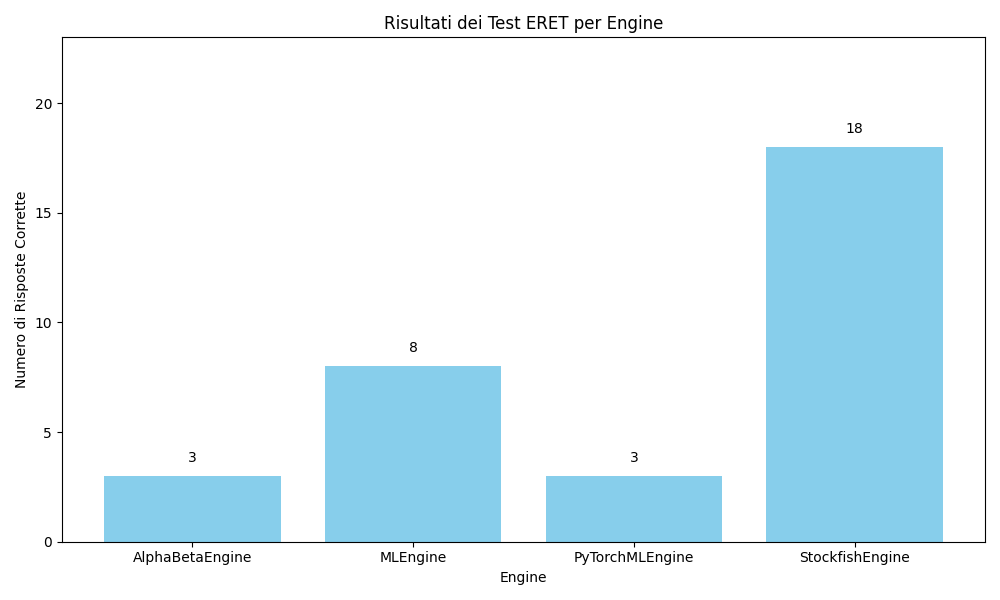 Risultati dei Test ERET per Engine
Numero di Risposte Corrette
20
15
10
5
0
3
8
3
18
AlphaBetaEngine
MLEngine
PyTorchMLEngine
StockfishEngine
Engine